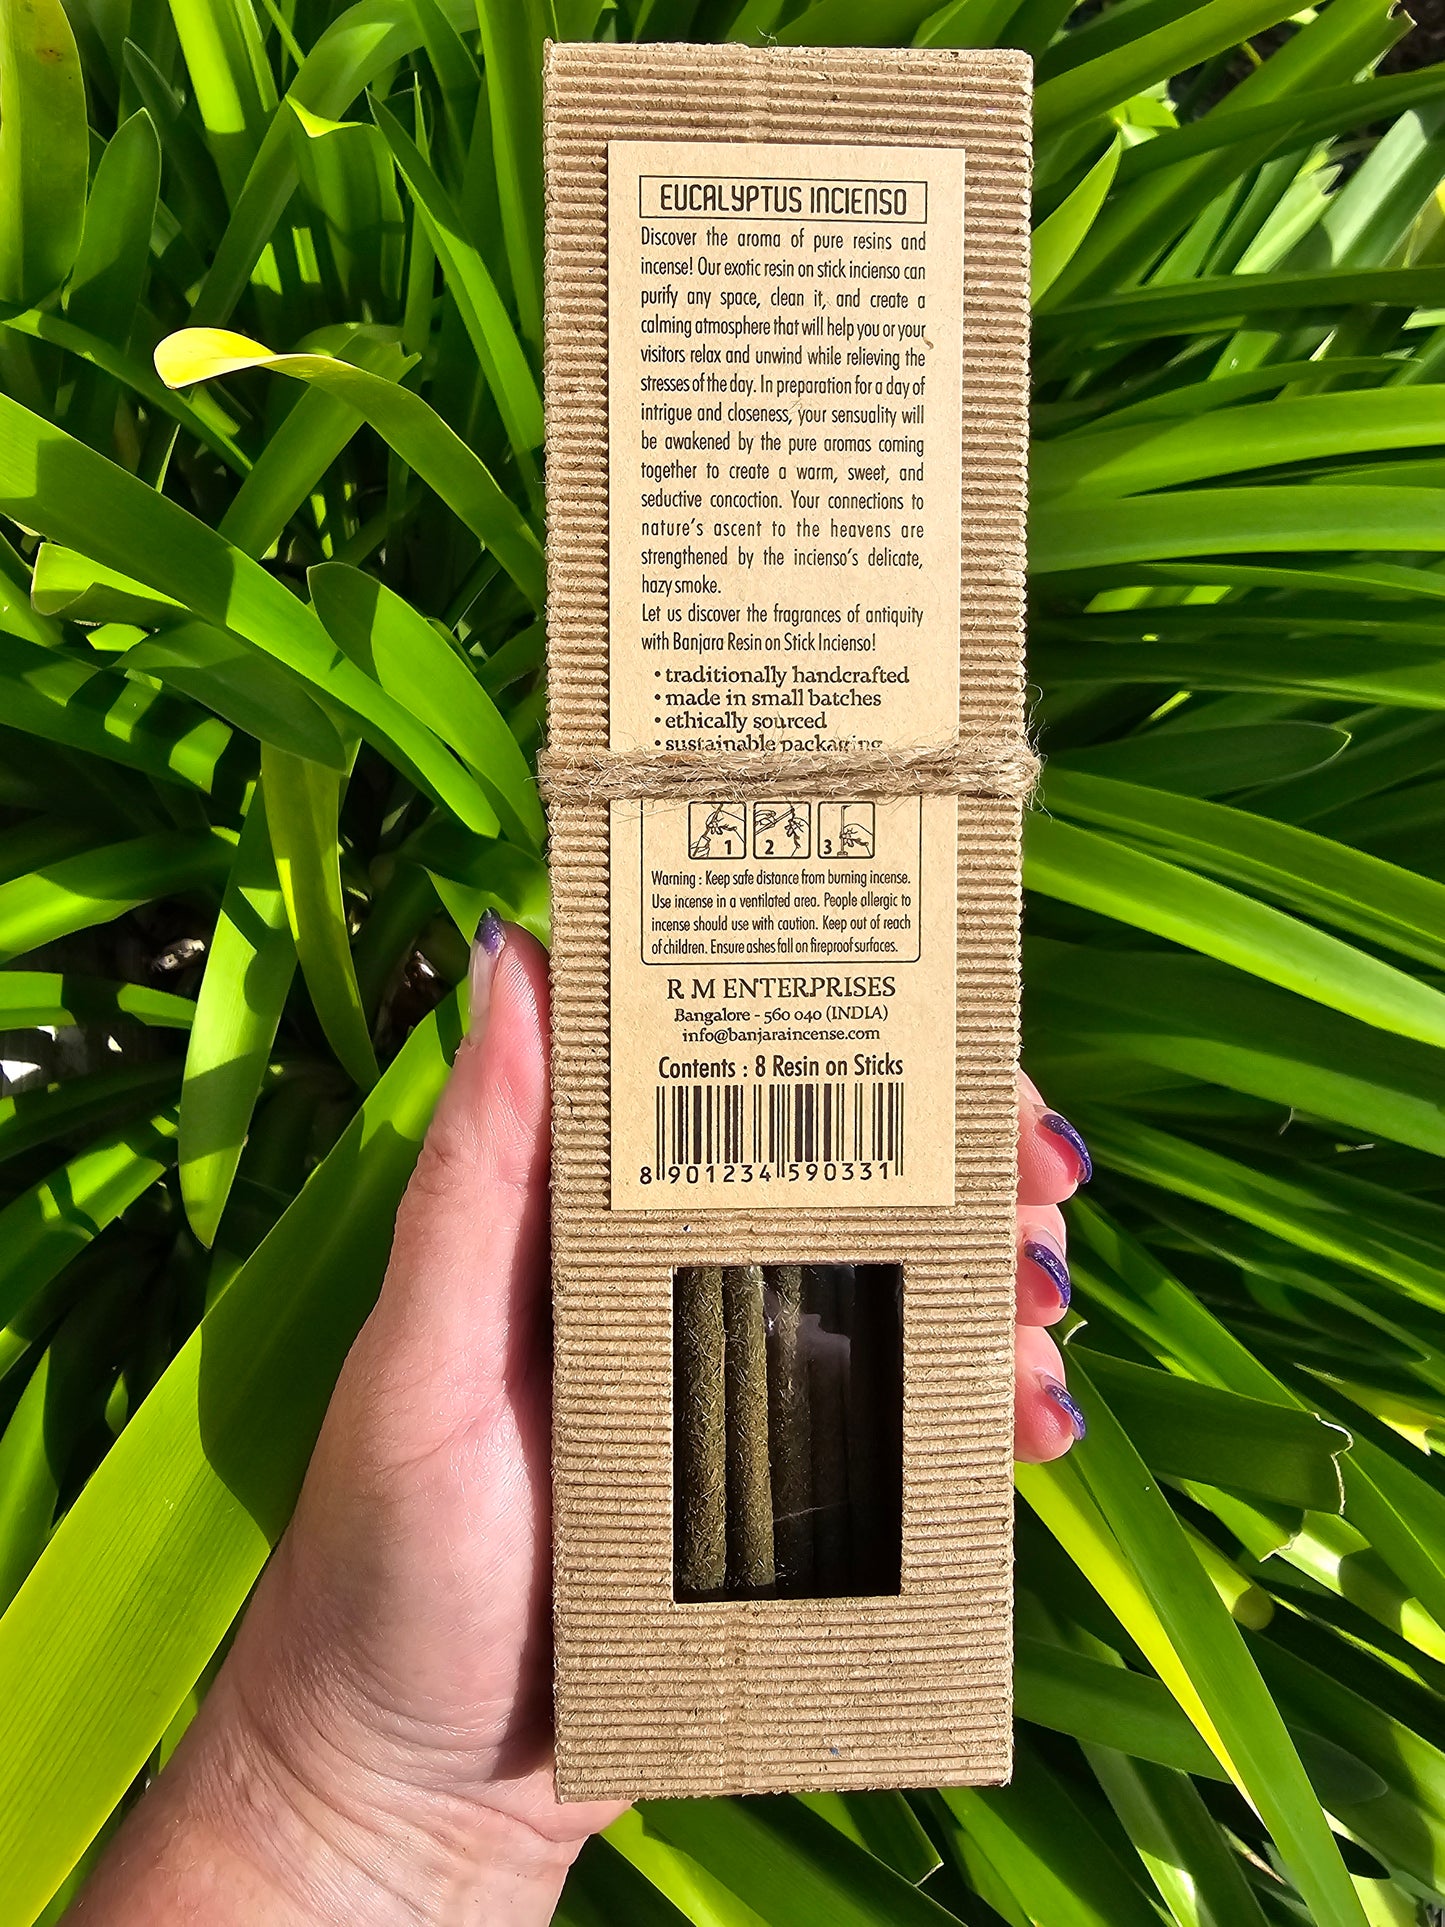 EUCALYPTUS INCIENSO
Discover the aroma of pure resins and
incense! Our exotic resin on stick incienso can
purify any space, clean it, and create a
calming atmosphere that will help you or your
visitors relax and unwind while relieving the
stresses of the day. In preparation for a day of
intrigue and closeness, your sensuality will
be awakened by the pure aromas coming
together to create a warm, sweet, and
seductive concoction. Your connections to
nature's ascent to the heavens are
strengthened by the incienso's delicate,
hazy smoke.
Let us discover the fragrances of antiquity
with Banjara Resin on Stick Incienso!
• traditionally handcrafted
• made in small batches
• ethically sourced
• sustainable packaging
1 2 3
Warning : Keep safe distance from burning incense.
Use incense in a ventilated area. People allergic to
incense should use with caution. Keep out of reach
of children. Ensure ashes fall on fireproof surfaces.
R M ENTERPRISES
Bangalore - 560 040 (INDIA)
info@banjaraincense.com
Contents : 8 Resin on Sticks
8 901234 590331